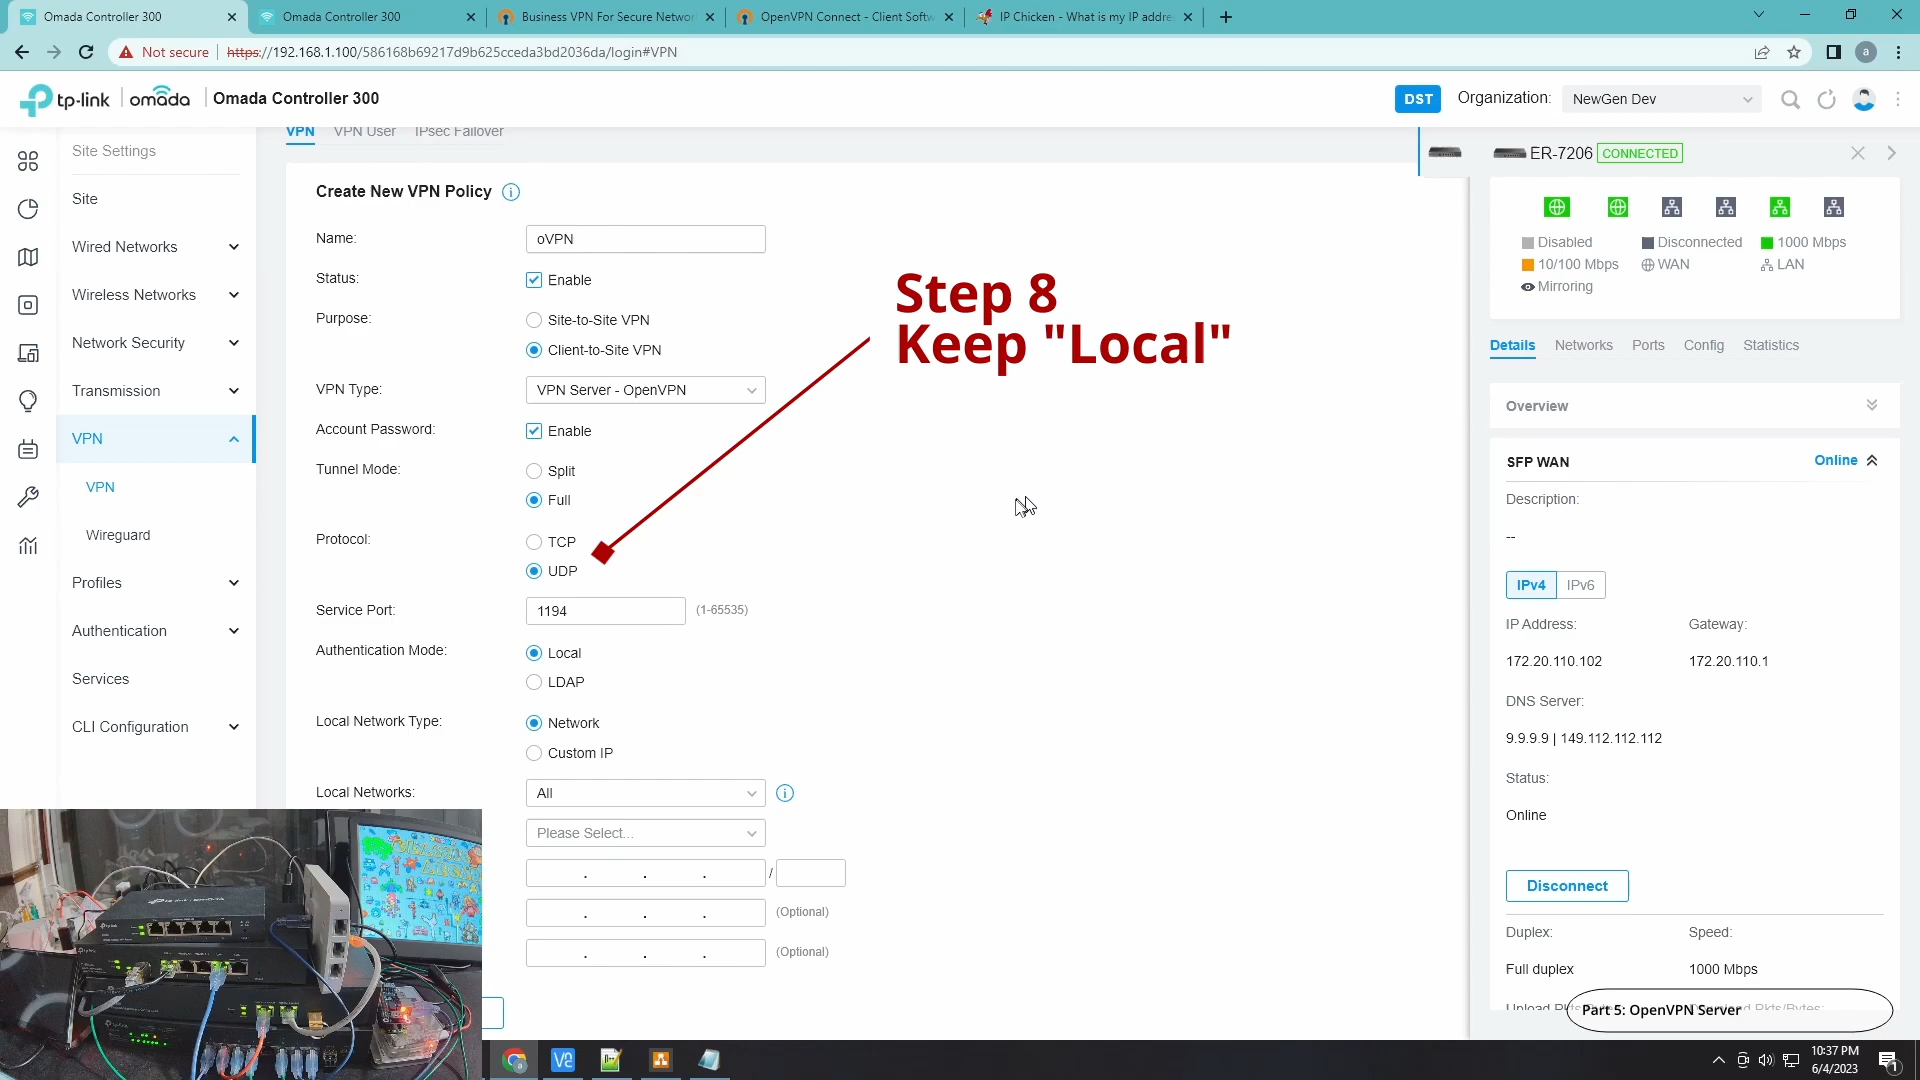 Omada Controller 300
Omada Controller 300
Business VPN For Secure Networ
OpenVPN Connect - Client Softw
IP Chicken - What is my IP addre
Not secure
https://192.168.1.100/586168b69217d9b625cceda3bd2036da/login#VPN
a
tp-link
omada
Omada Controller 300
DST
Organization:
NewGen Dev
Site Settings
Site
Wired Networks
Wireless Networks
Network Security
Transmission
VPN
VPN
Wireguard
Profiles
Authentication
Services
CLI Configuration
VPN
VPN User
IPsec Failover
Create New VPN Policy
Name:
oVPN
Status:
Enable
Purpose:
Site-to-Site VPN
Client-to-Site VPN
VPN Type:
VPN Server - OpenVPN
Account Password:
Enable
Tunnel Mode:
Split
Full
Protocol:
TCP
UDP
Service Port:
1194
(1-65535)
Authentication Mode:
Local
LDAP
Local Network Type:
Network
Custom IP
Local Networks:
All
Please Select...
. . . /
. . .
(Optional)
. . .
(Optional)
Step 8
Keep "Local"
ER-7206
CONNECTED
Disabled
Disconnected
1000 Mbps
10/100 Mbps
WAN
LAN
Mirroring
Details
Networks
Ports
Config
Statistics
Overview
SFP WAN
Online
Description:
--
IPv4
IPv6
IP Address:
Gateway:
172.20.110.102
172.20.110.1
DNS Server:
9.9.9.9 | 149.112.112.112
Status:
Online
Disconnect
Duplex:
Speed:
Full duplex
1000 Mbps
Part 5: OpenVPN Server
10:37 PM
6/4/2023
1